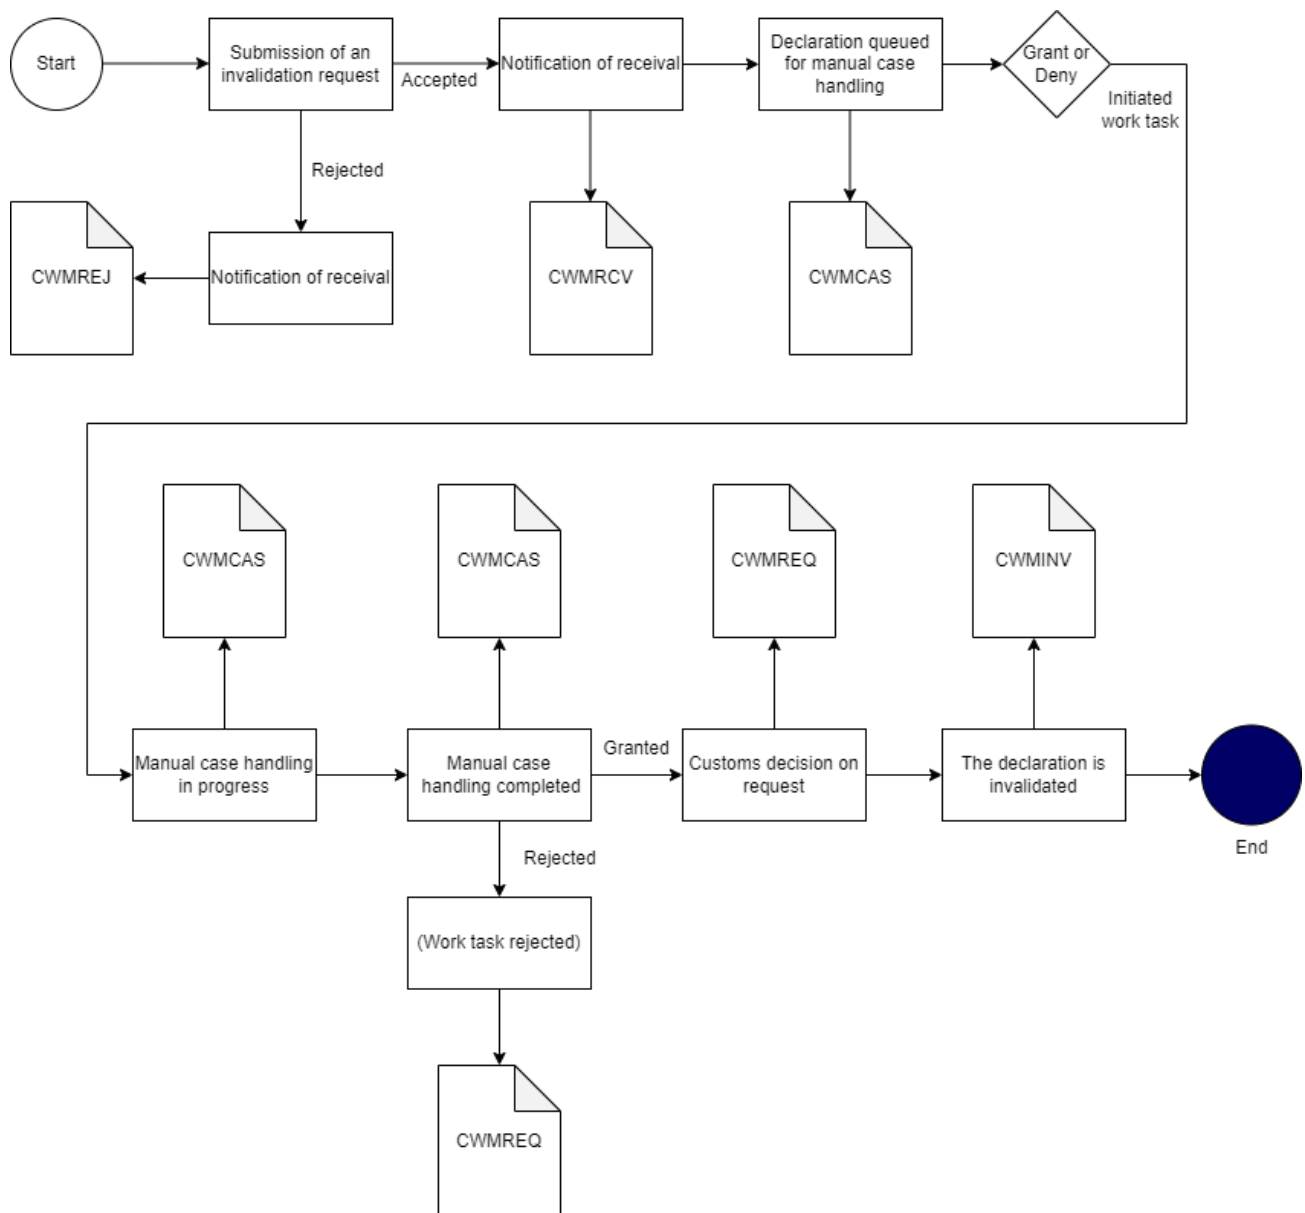 Start
Submission of an
invalidation request
Accepted
Notification of receival
Declaration queued
for manual case
handling
Grant or
Deny
Initiated
work task
Rejected
CWMREJ
Notification of receival
CWMRCV
CWMCAS
CWMCAS
CWMCAS
CWMREQ
CWMINV
Manual case handling
in progress
Manual case
handling completed
Granted
Customs decision on
request
The declaration is
invalidated
End
Rejected
(Work task rejected)
CWMREQ